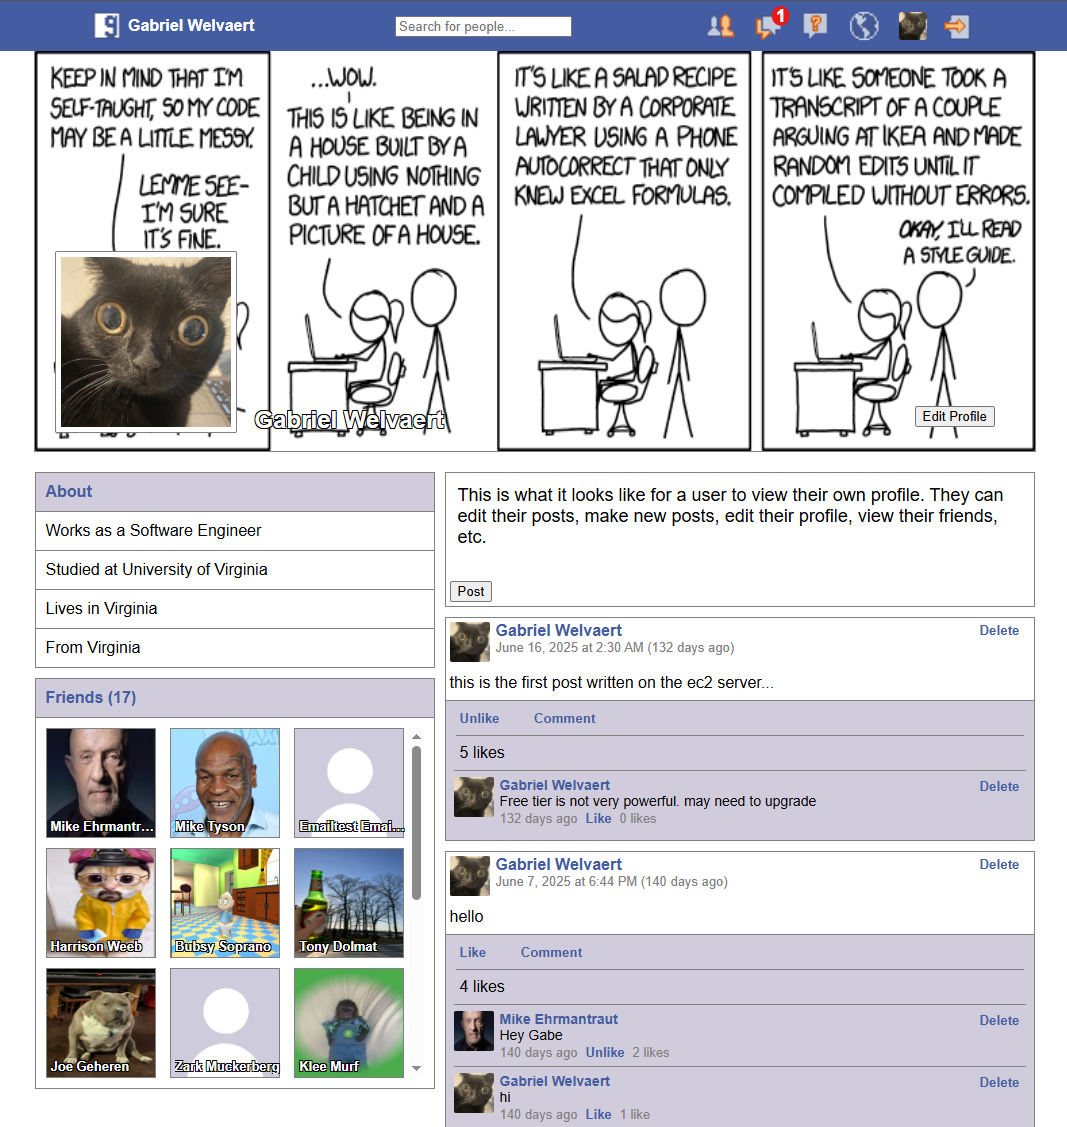 Gabriel Welvaert
Search for people...
1
KEEP IN MIND THAT I'M
SELF-TAUGHT, SO MY CODE
MAY BE A LITTLE MESSY.
LEMME SEE-
I'M SURE
IT'S FINE.
...WOW.
THIS IS LIKE BEING IN
A HOUSE BUILT BY A
CHILD USING NOTHING
BUT A HATCHET AND A
PICTURE OF A HOUSE.
IT'S LIKE A SALAD RECIPE
WRITTEN BY A CORPORATE
LAWYER USING A PHONE
AUTOCORRECT THAT ONLY
KNEW EXCEL FORMULAS.
IT'S LIKE SOMEONE TOOK A
TRANSCRIPT OF A COUPLE
ARGUING AT IKEA AND MADE
RANDOM EDITS UNTIL IT
COMPILED WITHOUT ERRORS.
OKAY, I'LL READ
A STYLE GUIDE.
Gabriel Welvaert
Edit Profile
About
Works as a Software Engineer
Studied at University of Virginia
Lives in Virginia
From Virginia
Friends (17)
Mike Ehrmantr...
Mike Tyson
Emailtest Emai...
Harrison Weeb
Bubsy Soprano
Tony Dolmat
Joe Geheren
Zark Muckerberg
Klee Murf
This is what it looks like for a user to view their own profile. They can
edit their posts, make new posts, edit their profile, view their friends,
etc.
Post
Gabriel Welvaert
Delete
June 16, 2025 at 2:30 AM (132 days ago)
this is the first post written on the ec2 server...
Unlike Comment
5 likes
Gabriel Welvaert
Delete
Free tier is not very powerful. may need to upgrade
132 days ago Like 0 likes
Gabriel Welvaert
Delete
June 7, 2025 at 6:44 PM (140 days ago)
hello
Like Comment
4 likes
Mike Ehrmantraut
Delete
Hey Gabe
140 days ago Unlike 2 likes
Gabriel Welvaert
Delete
hi
140 days ago Like 1 like